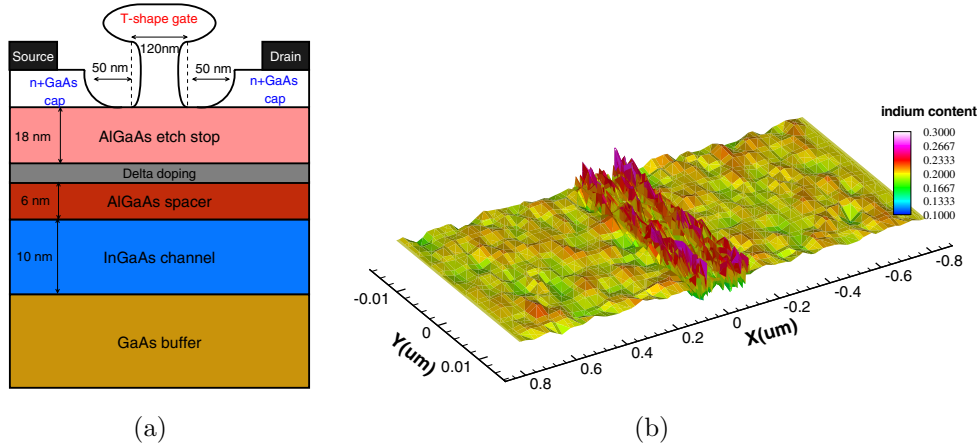 T-shape gate
120nm
Source
Drain
50 nm
50 nm
n+GaAs
cap
n+GaAs
cap
18 nm
AlGaAs etch stop
Delta doping
6 nm
AlGaAs spacer
10 nm
InGaAs channel
GaAs buffer
(a)
indium content
0.3000
0.2667
0.2333
0.2000
0.1667
0.1333
0.1000
-0.01
0
0.01
Y(um)
0.8
0.6
0.4
0.2
0
-0.2
-0.4
-0.6
-0.8
X(um)
(b)